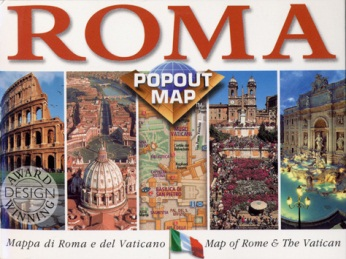 ROMA
POPOUT
MAP
AWARD
DESIGN
WINNING
Mappa di Roma e del Vaticano
Map of Rome & The Vatican